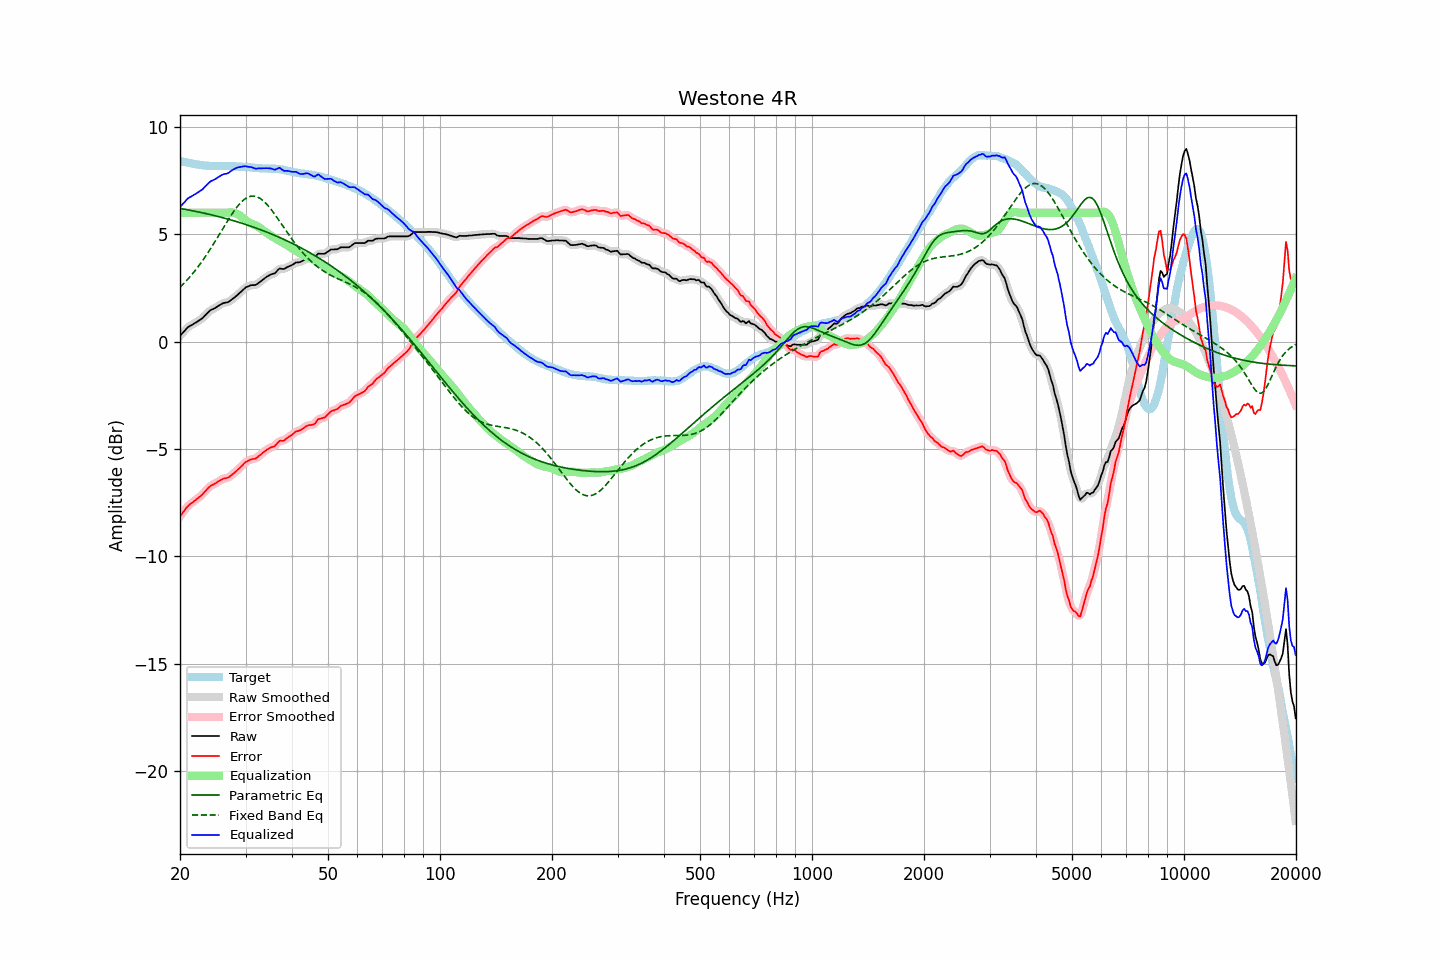 Westone 4R
10
5
0
−5
−10
−15
−20
Amplitude (dBr)
Target
Raw Smoothed
Error Smoothed
Raw
Error
Equalization
Parametric Eq
Fixed Band Eq
Equalized
20 50 100 200 500 1000 2000 5000 10000 20000
Frequency (Hz)